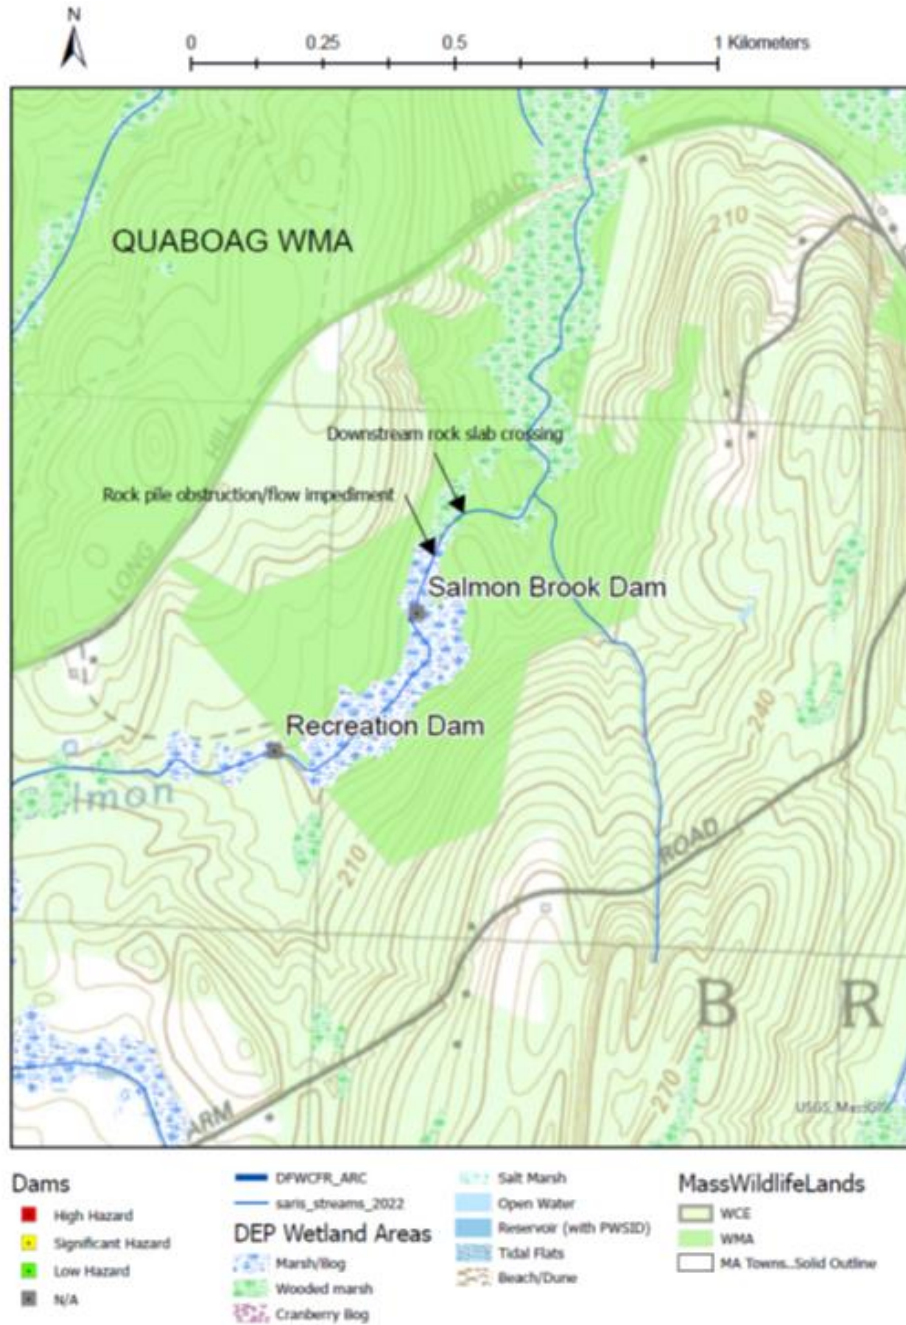 N
0 0.25 0.5 1 Kilometers
ROAD
210
QUABOAG WMA
Downstream rock slab crossing
HILL
Rock pile obstruction/flow impediment
LONG
Salmon Brook Dam
240
Recreation Dam
lmon
ROAD
210
B R
270
ARM
USGS, MassGIS
Dams
High Hazard
Significant Hazard
Low Hazard
N/A
DFWCFR_ARC
saris_streams_2022
DEP Wetland Areas
Marsh/Bog
Wooded marsh
Cranberry Bog
Salt Marsh
Open Water
Reservoir (with PWSID)
Tidal Flats
Beach/Dune
MassWildlifeLands
WCE
WMA
MA Towns..Solid Outline